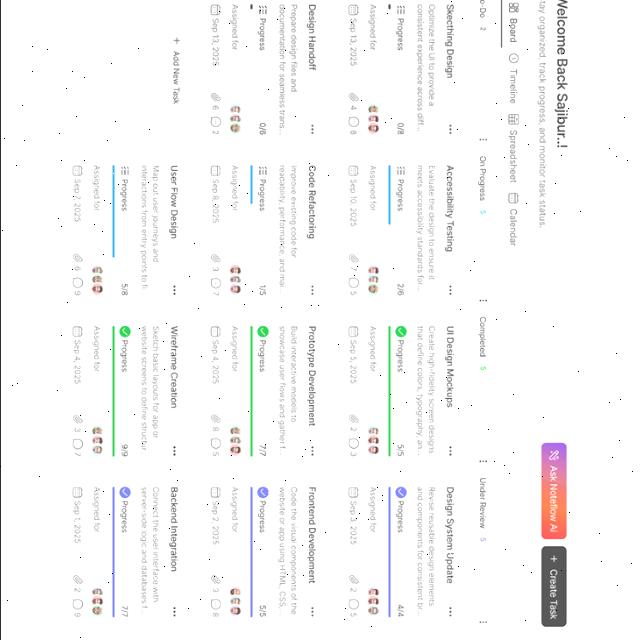 Welcome Back Sajibur..!
Stay organized, track progress, and monitor task status.
Ask Noteflow Ai
+ Create Task
Board
Timeline
Spreadsheet
Calendar
To-Do 2
On Progress 5
Completed 5
Under Review 5
Skecthing Design
Optimize the UI to provide a
consistent experience across diff...
Progress 0/8
Assigned for
Sep 13, 2025 4 8
Accessibility Testing
Evaluate the design to ensure it
meets accessibility standards for...
Progress 2/6
Assigned for
Sep 10, 2025 7 5
UI Design Mockups
Create high-fidelity screen designs
that define colors, typography, an...
Progress 5/5
Assigned for
Sep 5, 2025 2 3
Design System Update
Revise reusable design elements
and components for consistent br...
Progress 4/4
Assigned for
Sep 3, 2025 2 5
Design Handoff
Prepare design files and
documentation for seamless trans...
Progress 0/6
Assigned for
Sep 13, 2025 6 2
Code Refactoring
Improve existing code for
readability, performance, and mai...
Progress 1/5
Assigned for
Sep 8, 2025 3 7
Prototype Development
Build interactive models to
showcase user flows and gather f...
Progress 7/7
Assigned for
Sep 4, 2025 8 5
Frontend Development
Code the visual components of the
website or app using HTML, CSS,
Progress 5/5
Assigned for
Sep 2, 2025 3 8
+ Add New Task
User Flow Design
Map out user journeys and
interactions from entry points to fi
Progress 5/8
Assigned for
Sep 7, 2025 6 9
Wireframe Creation
Sketch basic layouts for app or
website screens to define structur
Progress 9/9
Assigned for
Sep 4, 2025 3 7
Backend Integration
Connect the user interface with
server-side logic and databases f...
Progress 7/7
Assigned for
Sep 1, 2025 2 9